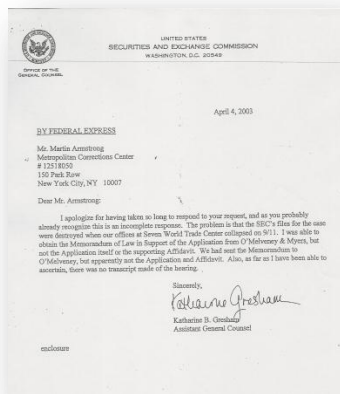 UNITED STATES
SECURITIES AND EXCHANGE COMMISSION
WASHINGTON, D.C. 20549
OFFICE OF THE
GENERAL COUNSEL
April 4, 2003
BY FEDERAL EXPRESS
Mr. Martin Armstrong
Metropolitan Corrections Center
# 12518050
150 Park Row
New York City, NY 10007
Dear Mr. Armstrong:
I apologize for having taken so long to respond to your request, and as you probably
already recognize this is an incomplete response. The problem is that the SEC's files for the case
were destroyed when our offices at Seven World Trade Center collapsed on 9/11. I was able to
obtain the Memorandum of Law in Support of the Application from O'Melveney & Myers, but
not the Application itself or the supporting Affidavit. We had sent the Memorandum to
O'Melveney, but apparently not the Application and Affidavit. Also, as far as I have been able to
ascertain, there was no transcript made of the hearing.
Sincerely,
Katharine Gresham
Katharine B. Gresham
Assistant General Counsel
enclosure